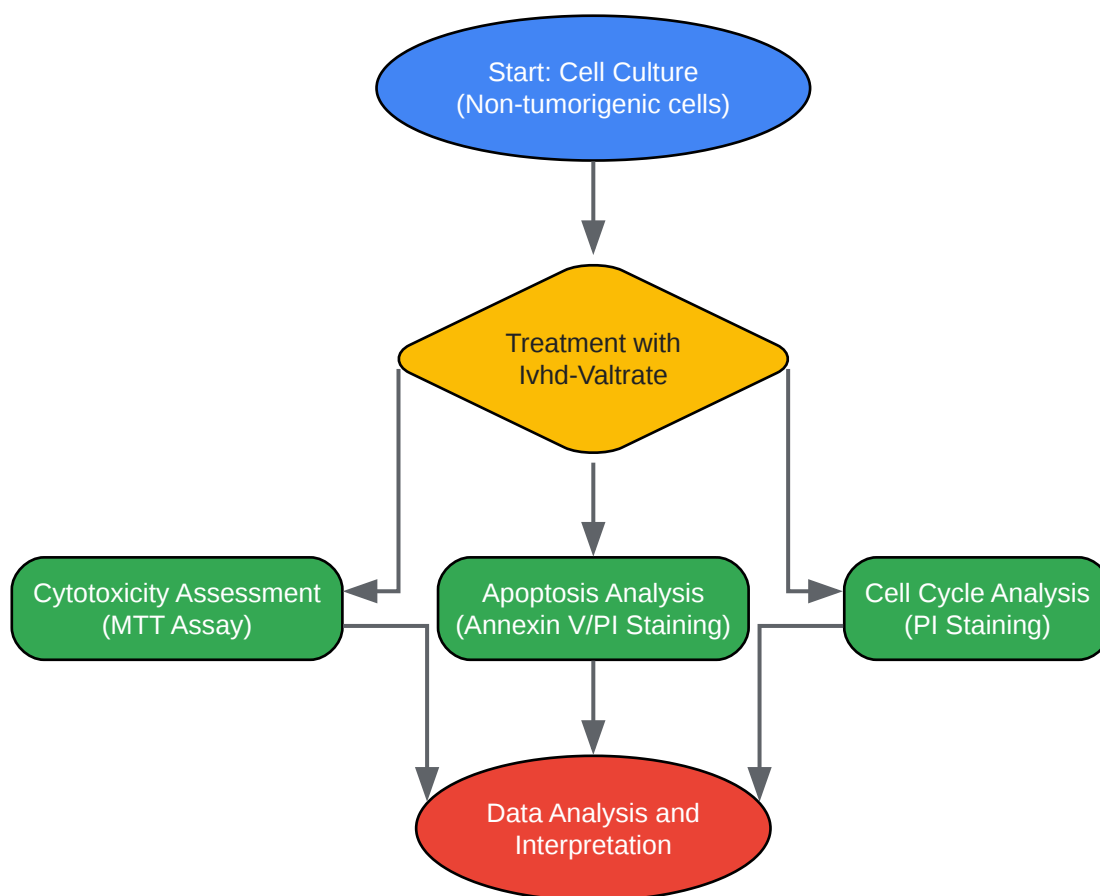 Start: Cell Culture
(Non-tumorigenic cells)
Treatment with
Ivhd-Valtrate
Cytotoxicity Assessment
(MTT Assay)
Apoptosis Analysis
(Annexin V/PI Staining)
Cell Cycle Analysis
(PI Staining)
Data Analysis and
Interpretation